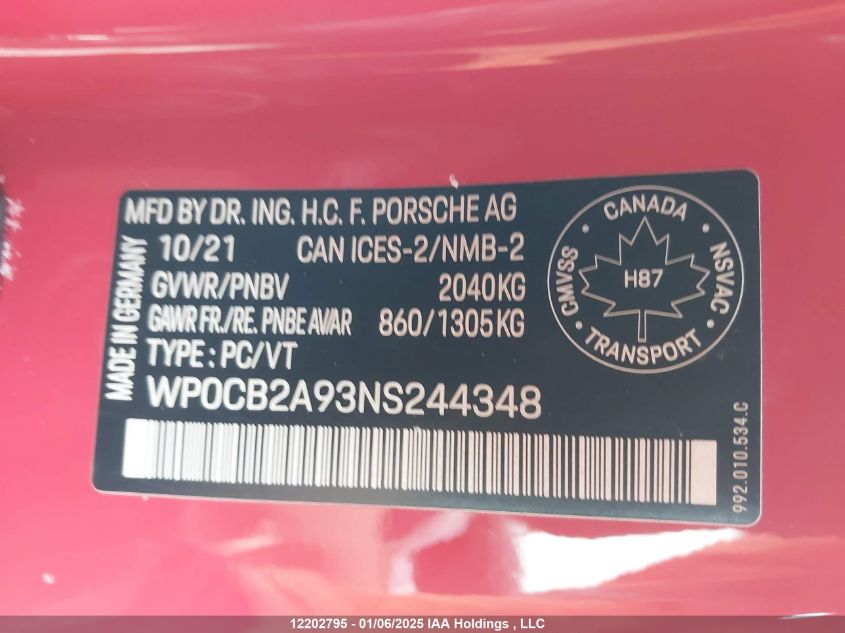 MFD BY DR. ING. H.C. F. PORSCHE AG
10/21 CAN ICES-2/NMB-2
GVWR/PNBV 2040KG
GAWR FR./RE. PNBE AV/AR 860/1305KG
TYPE : PC/VT
WP0CB2A93NS244348
MADE IN GERMANY
CANADA
CMVSS
NSVAC
H87
TRANSPORT
992.010.534.C
12202795 - 01/06/2025 IAA Holdings , LLC